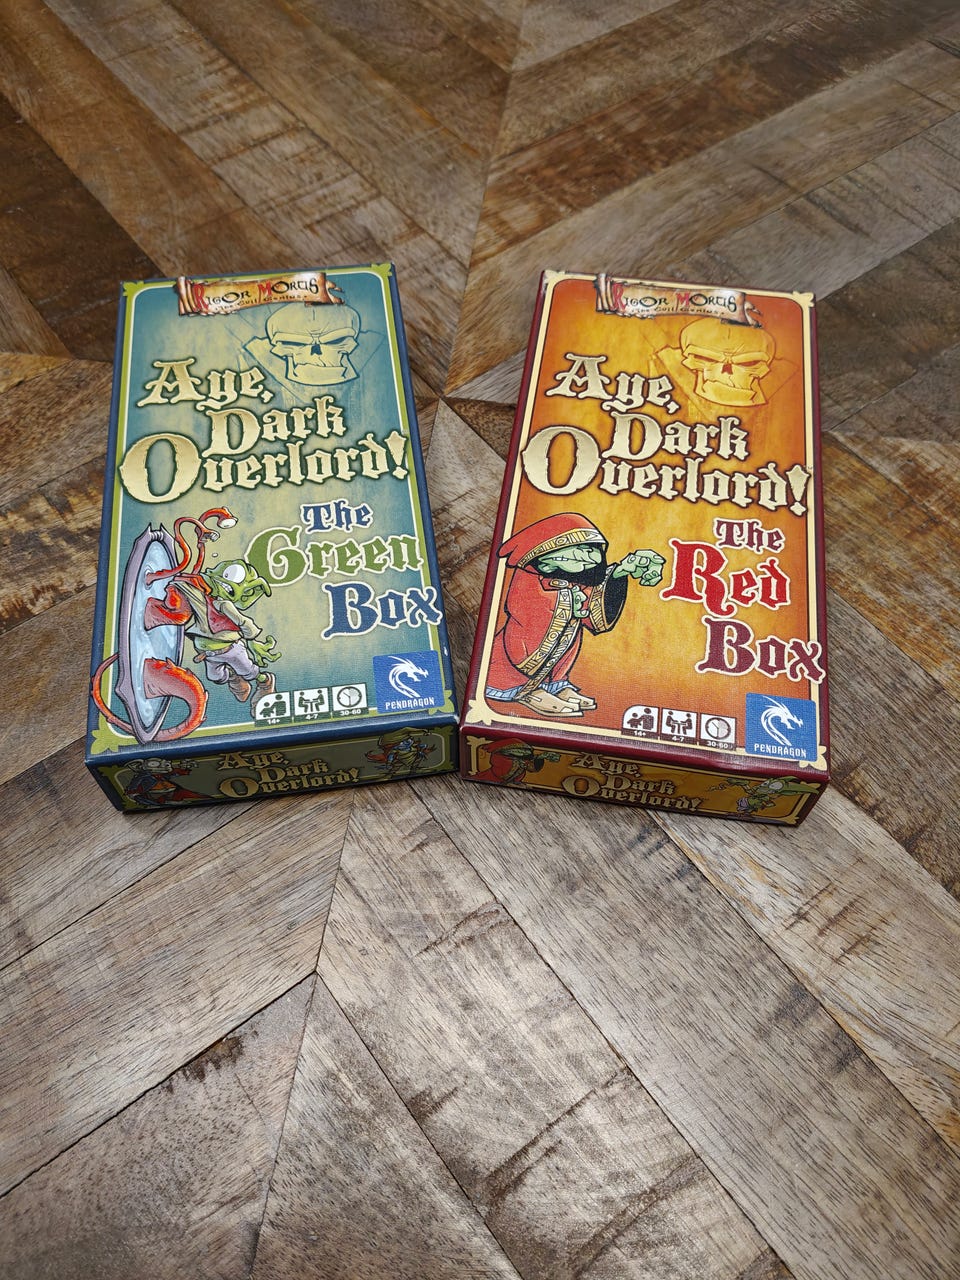 RIGOR MORTIS
Aye,
Dark
Overlord!
The
Green
Box
14+
4-7
30-60
PENDRAGON
Aye,
Dark
Overlord!
RIGOR MORTIS
Aye,
Dark
Overlord!
The
Red
Box
14+
4-7
30-60
PENDRAGON
Aye,
Dark
Overlord!